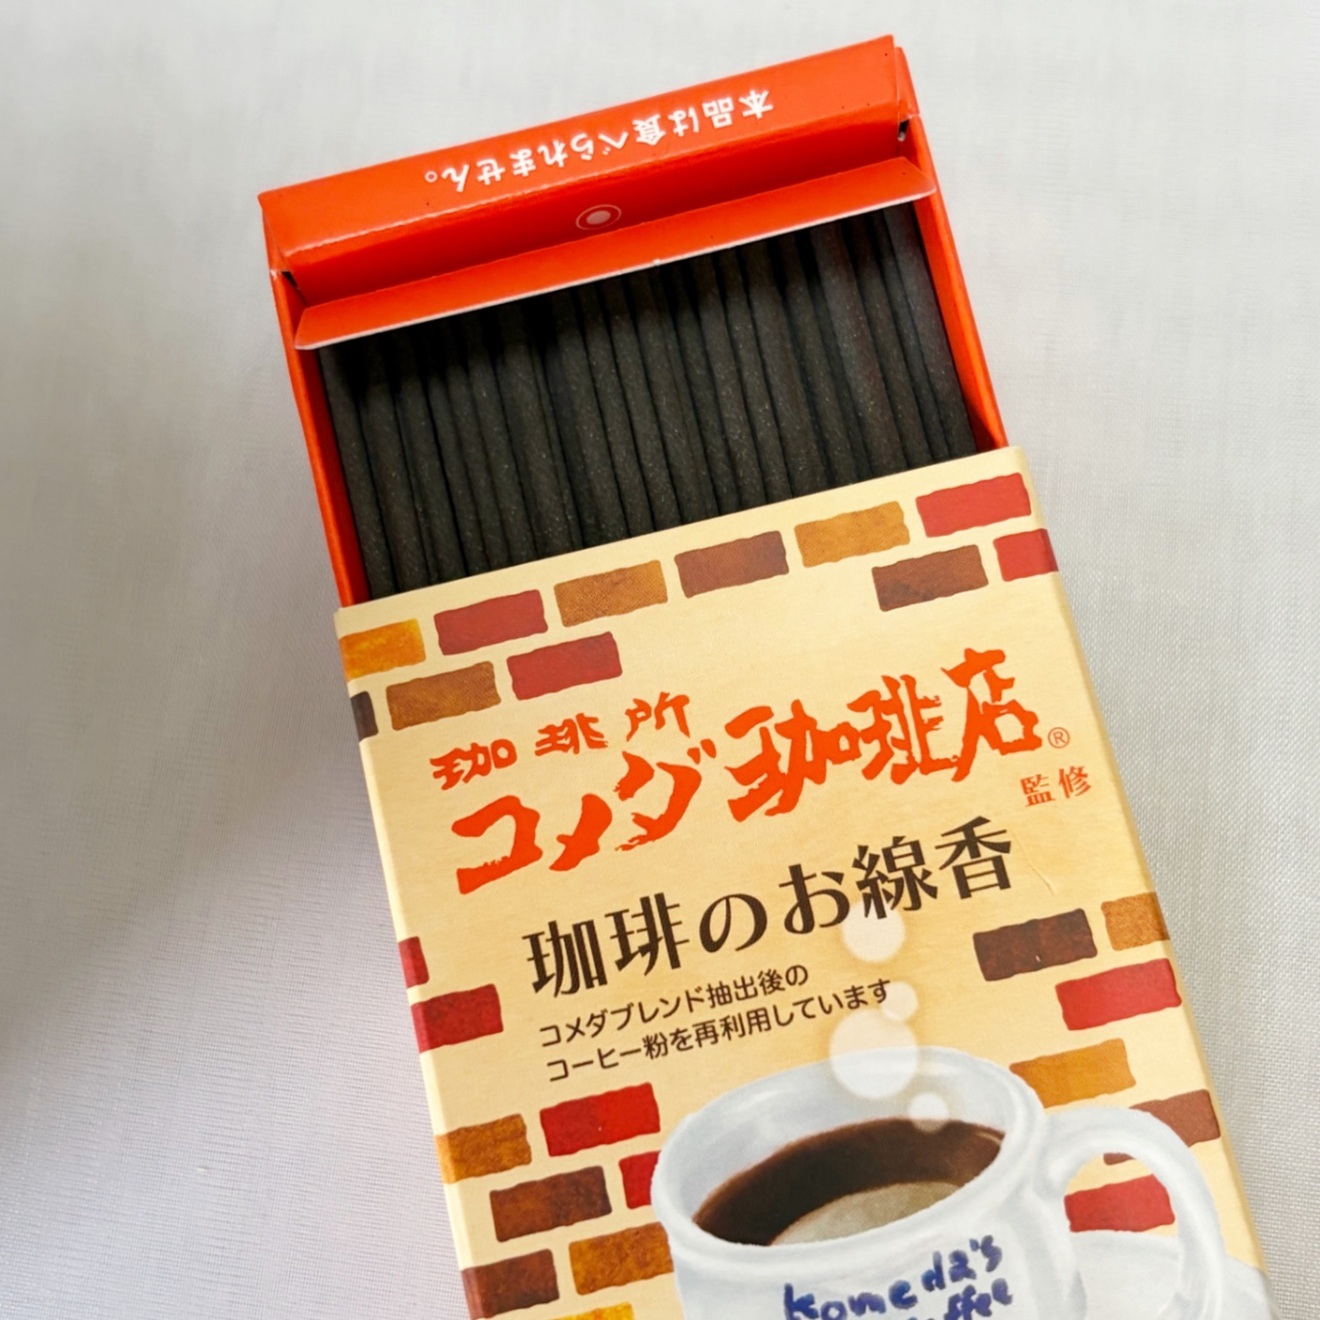 本品は食べられません。
珈琲所
コメダ珈琲店®
監修
珈琲のお線香
コメダブレンド抽出後の
コーヒー粉を再利用しています
Komeda's